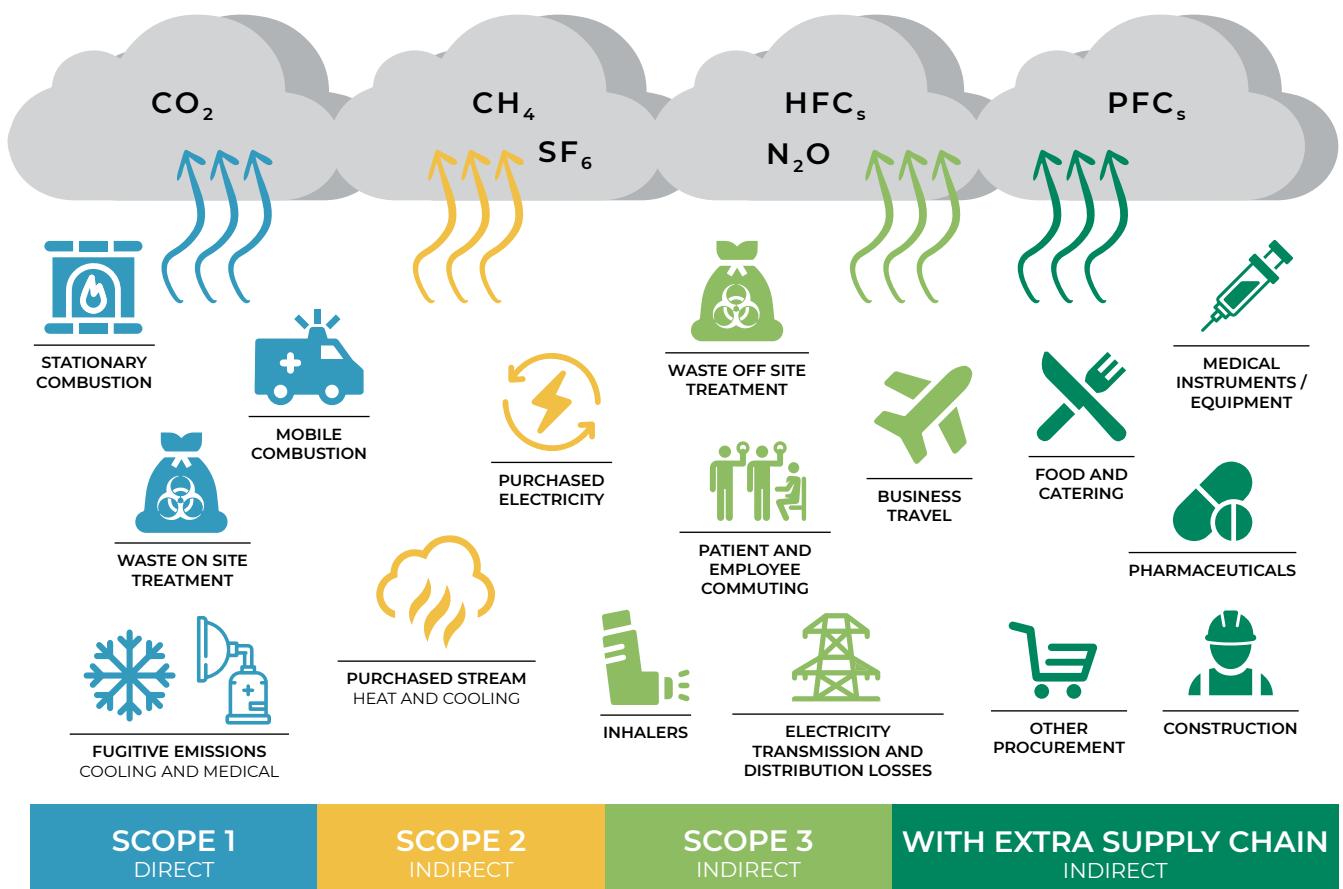 CO₂
CH₄
SF₆
HFCₛ
N₂O
PFCₛ
STATIONARY
COMBUSTION
MOBILE
COMBUSTION
WASTE ON SITE
TREATMENT
FUGITIVE EMISSIONS
COOLING AND MEDICAL
PURCHASED
ELECTRICITY
PURCHASED STREAM
HEAT AND COOLING
WASTE OFF SITE
TREATMENT
BUSINESS
TRAVEL
PATIENT AND
EMPLOYEE
COMMUTING
INHALERS
ELECTRICITY
TRANSMISSION AND
DISTRIBUTION LOSSES
MEDICAL
INSTRUMENTS /
EQUIPMENT
FOOD AND
CATERING
PHARMACEUTICALS
OTHER
PROCUREMENT
CONSTRUCTION
SCOPE 1
DIRECT
SCOPE 2
INDIRECT
SCOPE 3
INDIRECT
WITH EXTRA SUPPLY CHAIN
INDIRECT